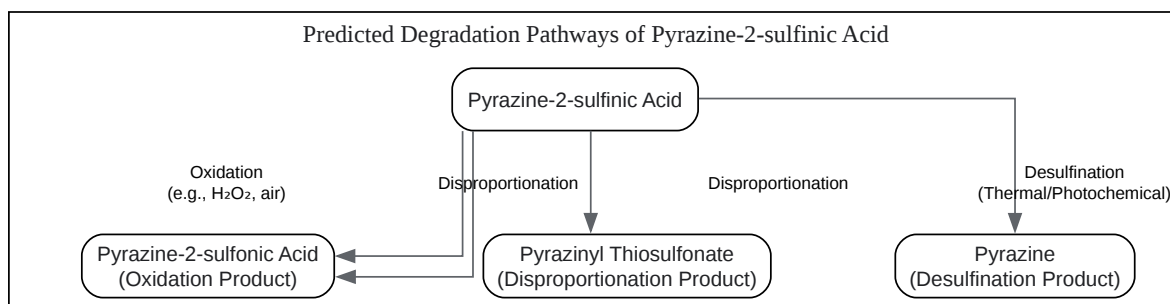 Predicted Degradation Pathways of Pyrazine-2-sulfinic Acid
Pyrazine-2-sulfinic Acid
Oxidation
(e.g., H₂O₂, air)
Disproportionation
Disproportionation
Desulfination
(Thermal/Photochemical)
Pyrazine-2-sulfonic Acid
(Oxidation Product)
Pyrazinyl Thiosulfonate
(Disproportionation Product)
Pyrazine
(Desulfination Product)